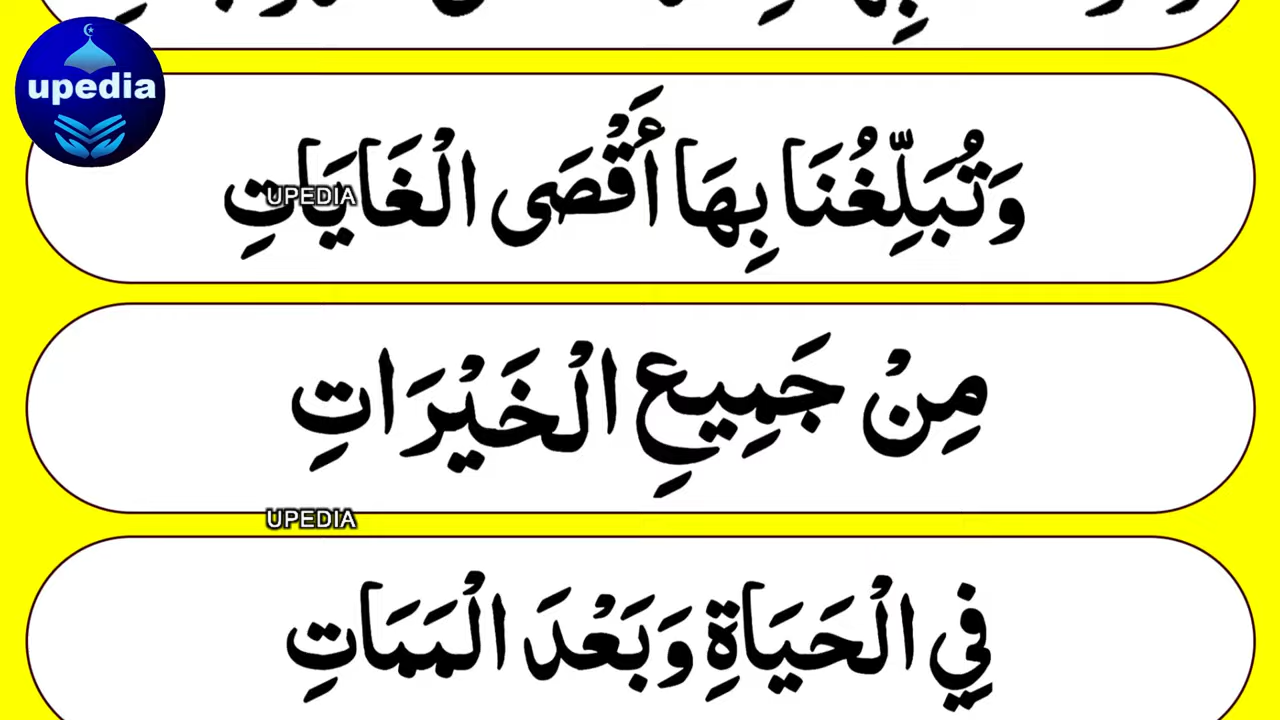 upedia
وَتُبَلِّغُنَا بِهَا أَقْصَى الْغَايَاتِ
UPEDIA
مِنْ جَمِيعِ الْخَيْرَاتِ
UPEDIA
فِي الْحَيَاةِ وَبَعْدَ الْمَمَاتِ